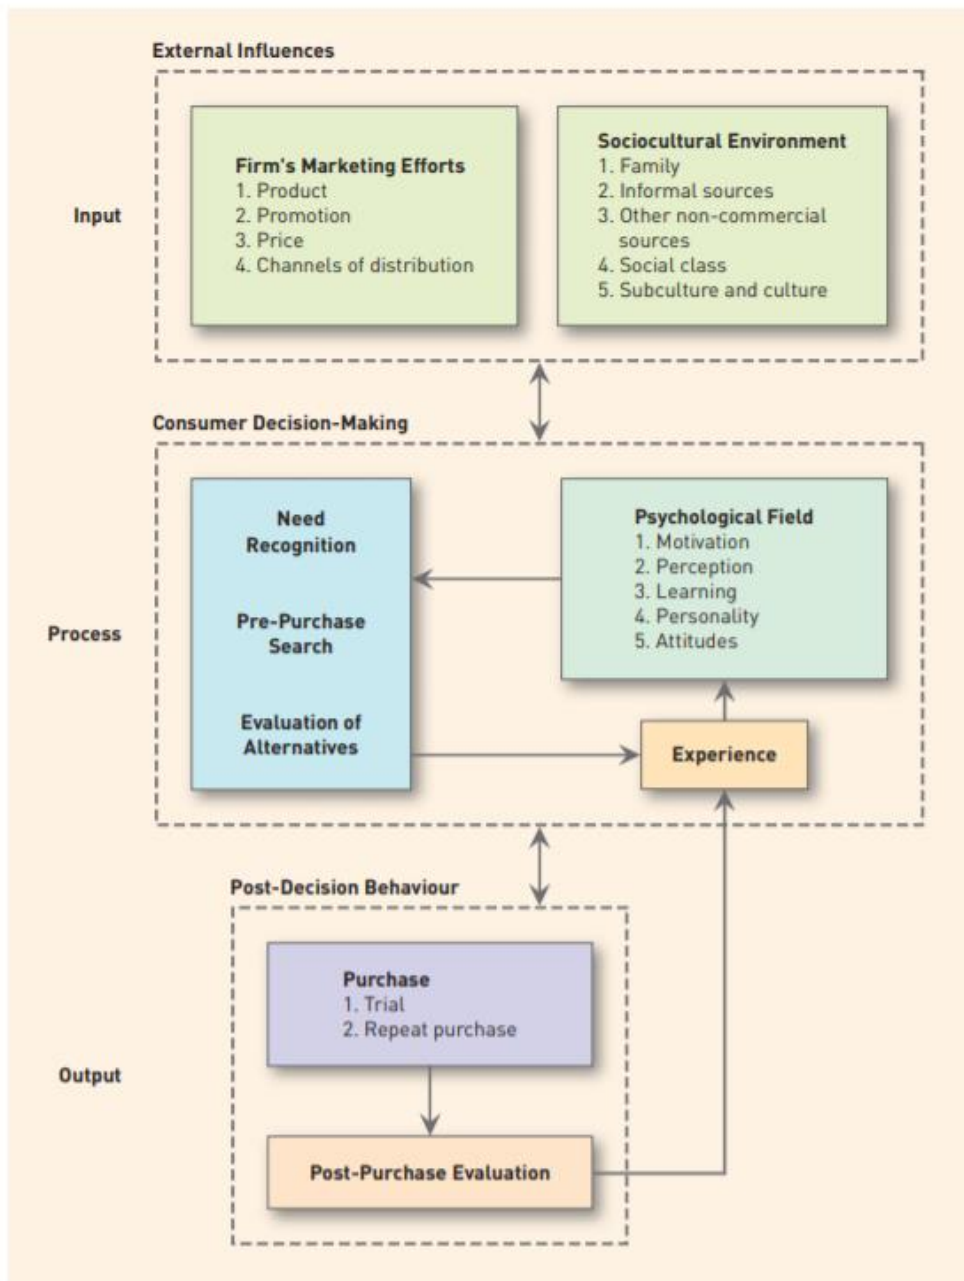 External Influences
Input
Firm's Marketing Efforts
1. Product
2. Promotion
3. Price
4. Channels of distribution
Sociocultural Environment
1. Family
2. Informal sources
3. Other non-commercial
sources
4. Social class
5. Subculture and culture
Consumer Decision-Making
Process
Need
Recognition
Pre-Purchase
Search
Evaluation of
Alternatives
Psychological Field
1. Motivation
2. Perception
3. Learning
4. Personality
5. Attitudes
Experience
Post-Decision Behaviour
Output
Purchase
1. Trial
2. Repeat purchase
Post-Purchase Evaluation